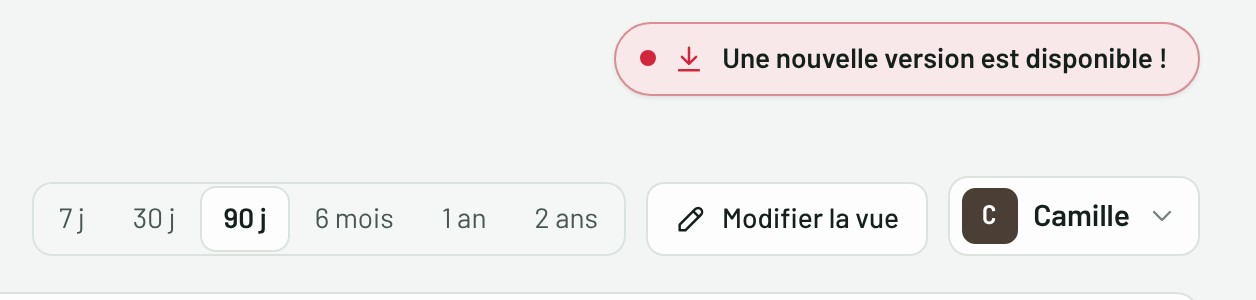 Une nouvelle version est disponible !
7 j 30 j 90 j 6 mois 1 an 2 ans Modifier la vue C Camille